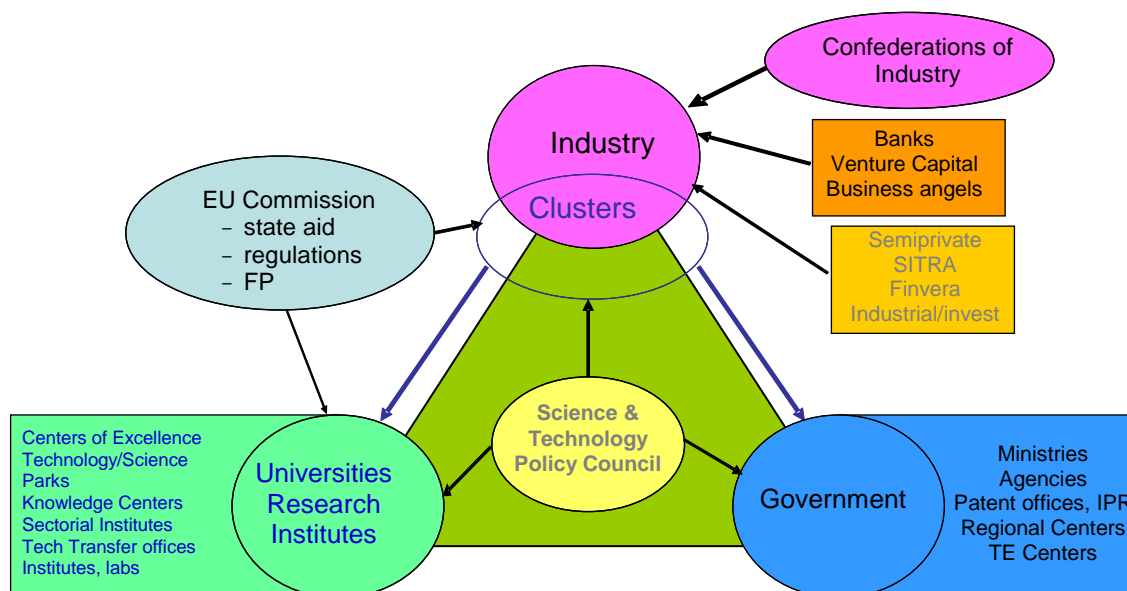 Confederations of
Industry
Industry
Banks
Venture Capital
Business angels
Clusters
EU Commission
– state aid
– regulations
– FP
Semiprivate
SITRA
Finvera
Industrial/invest
Science &
Technology
Policy Council
Centers of Excellence
Technology/Science
Parks
Knowledge Centers
Sectorial Institutes
Tech Transfer offices
Institutes, labs
Universities
Research
Institutes
Government
Ministries
Agencies
Patent offices, IPR
Regional Centers
TE Centers